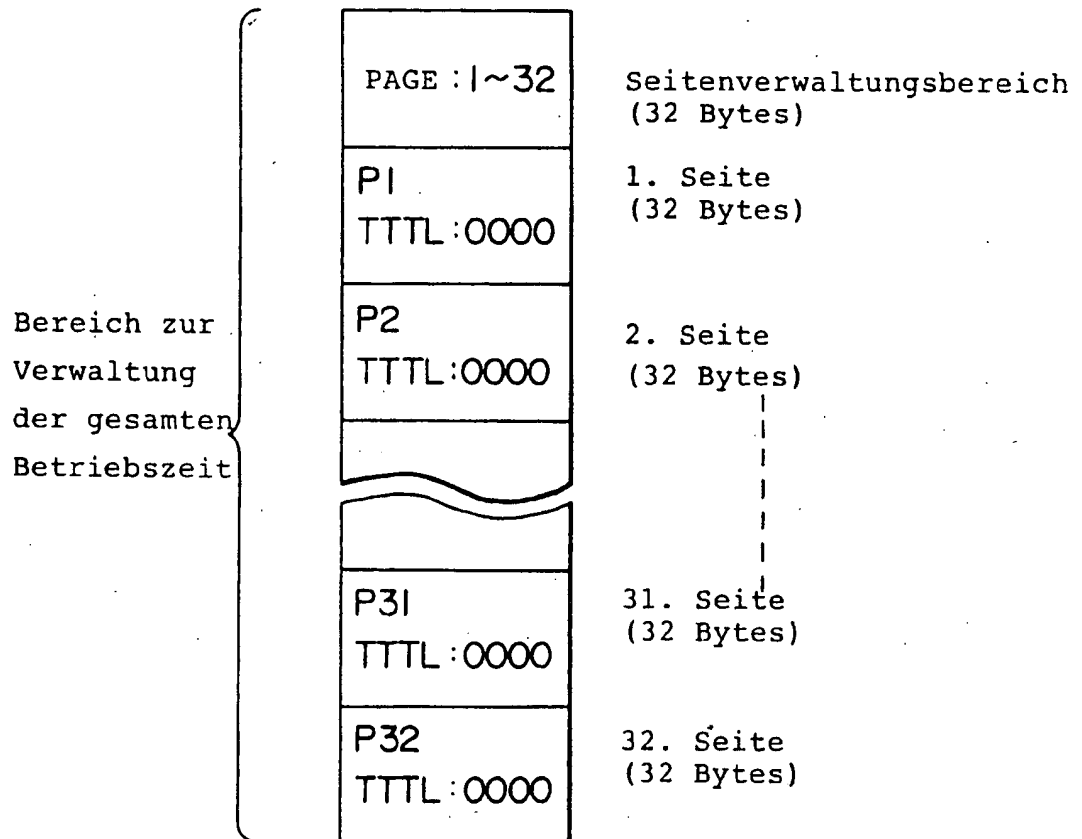 PAGE : 1~32
Seitenverwaltungsbereich
(32 Bytes)
P1
TTTL:0000
1. Seite
(32 Bytes)
P2
TTTL:0000
2. Seite
(32 Bytes)
Bereich zur
Verwaltung
der gesamten
Betriebszeit
P31
TTTL:0000
31. Seite
(32 Bytes)
P32
TTTL:0000
32. Seite
(32 Bytes)